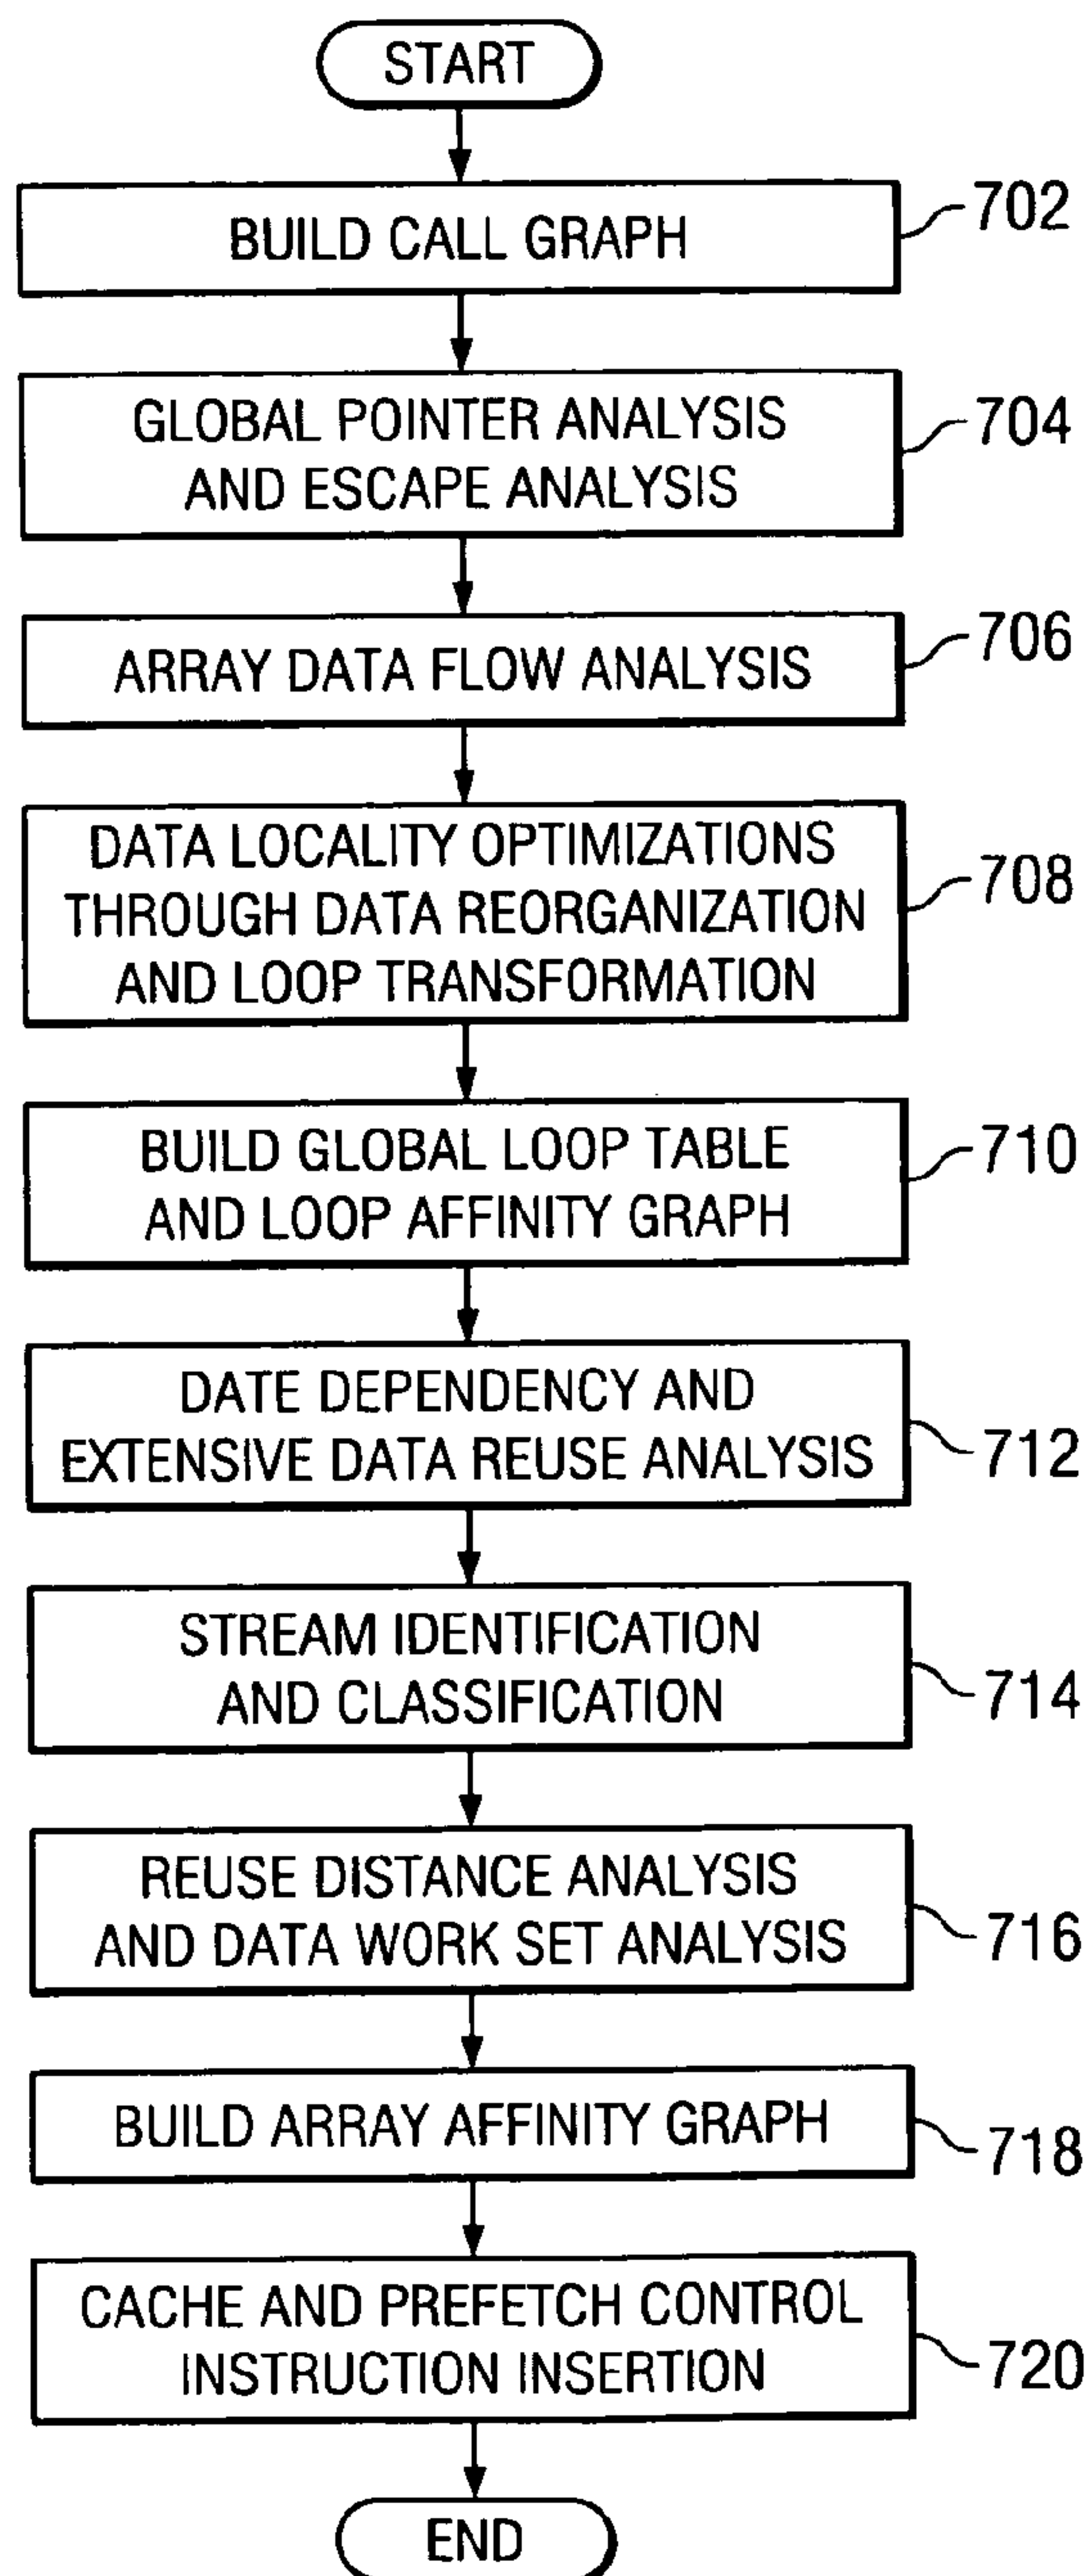 START
BUILD CALL GRAPH
702
GLOBAL POINTER ANALYSIS
AND ESCAPE ANALYSIS
704
ARRAY DATA FLOW ANALYSIS
706
DATA LOCALITY OPTIMIZATIONS
THROUGH DATA REORGANIZATION
AND LOOP TRANSFORMATION
708
BUILD GLOBAL LOOP TABLE
AND LOOP AFFINITY GRAPH
710
DATE DEPENDENCY AND
EXTENSIVE DATA REUSE ANALYSIS
712
STREAM IDENTIFICATION
AND CLASSIFICATION
714
REUSE DISTANCE ANALYSIS
AND DATA WORK SET ANALYSIS
716
BUILD ARRAY AFFINITY GRAPH
718
CACHE AND PREFETCH CONTROL
INSTRUCTION INSERTION
720
END